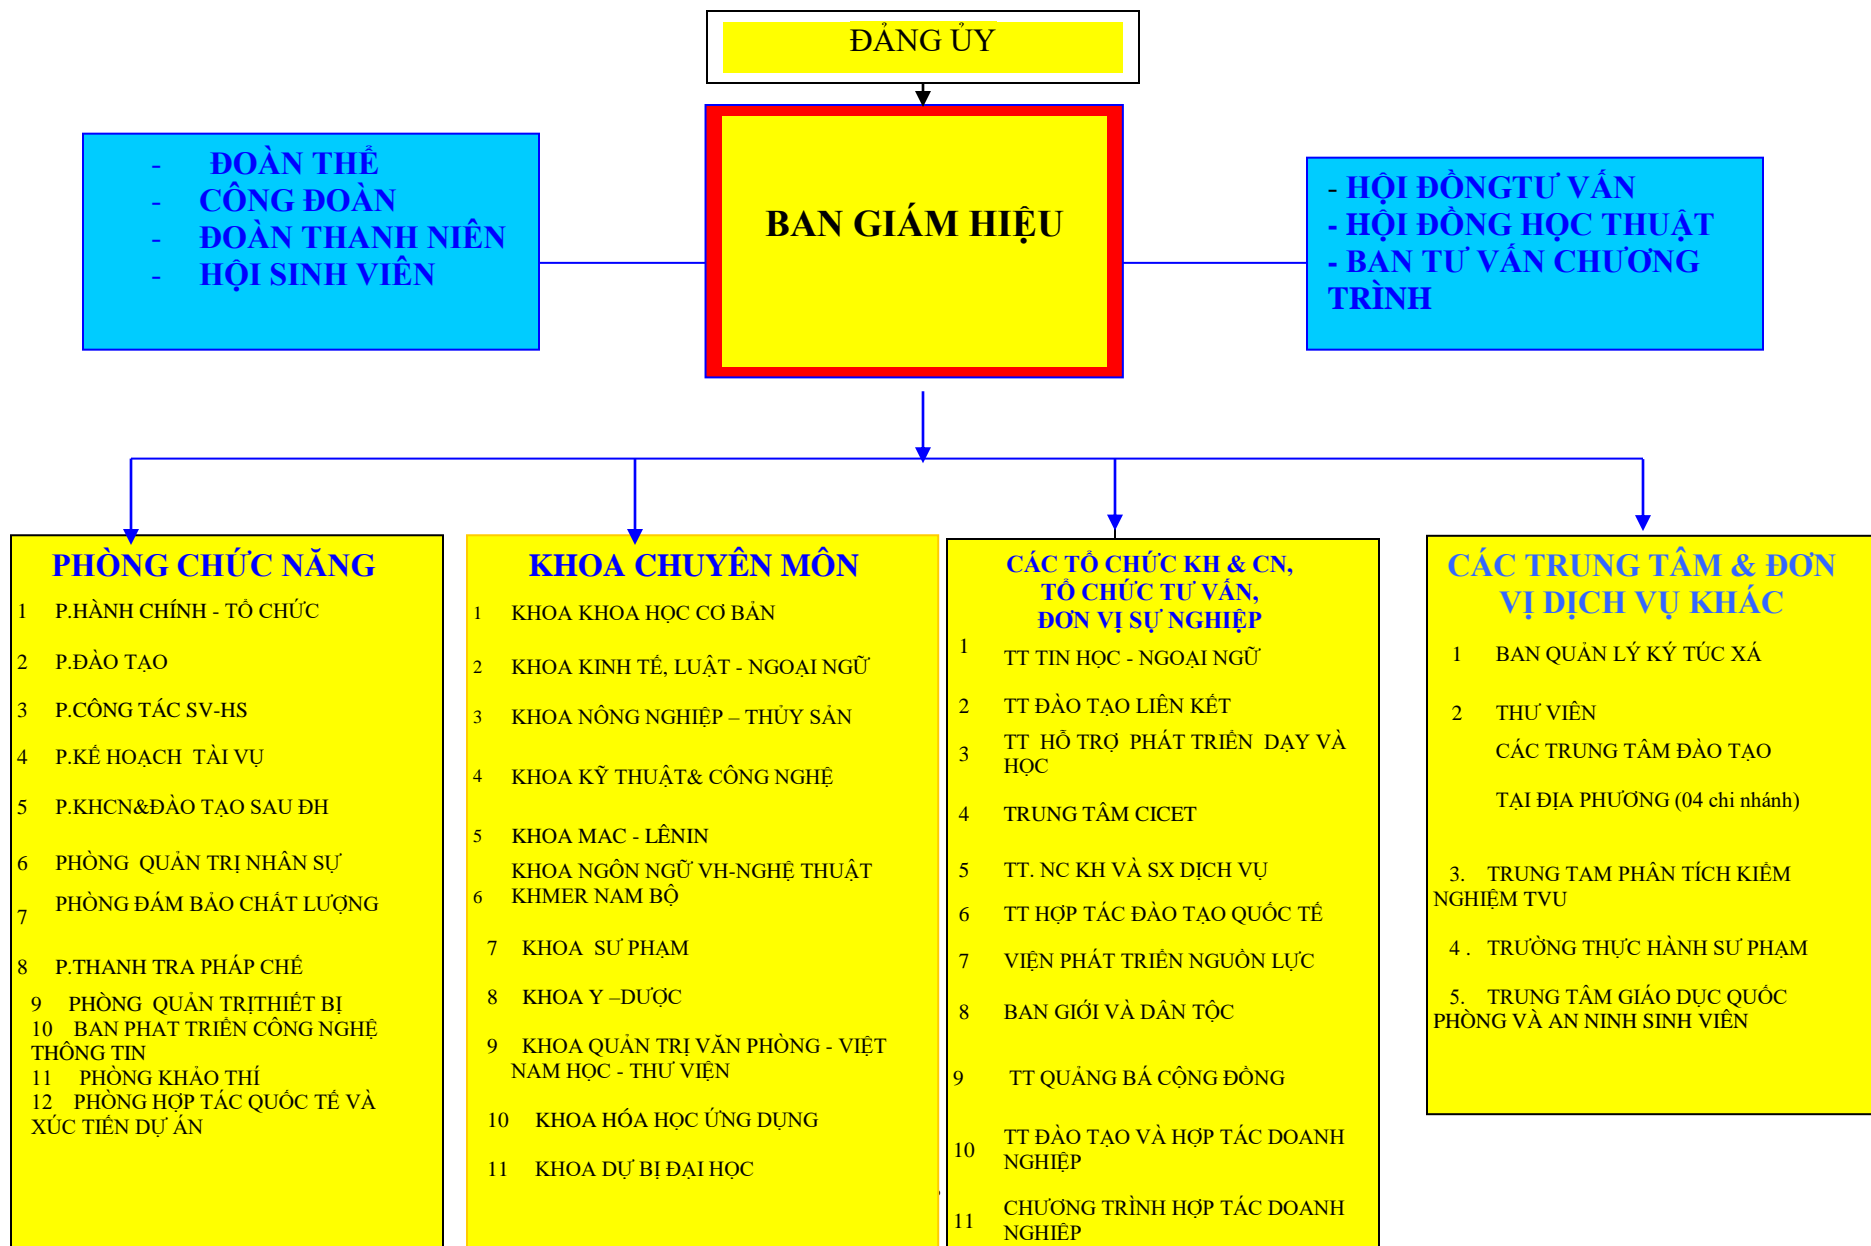 ĐẢNG ỦY
- ĐOÀN THỂ
- CÔNG ĐOÀN
- ĐOÀN THANH NIÊN
- HỘI SINH VIÊN
BAN GIÁM HIỆU
- HỘI ĐỒNGTƯ VẤN
- HỘI ĐỒNG HỌC THUẬT
- BAN TƯ VẤN CHƯƠNG
TRÌNH
PHÒNG CHỨC NĂNG
1 P.HÀNH CHÍNH - TỔ CHỨC
2 P.ĐÀO TẠO
3 P.CÔNG TÁC SV-HS
4 P.KẾ HOẠCH TÀI VỤ
5 P.KHCN&ĐÀO TẠO SAU ĐH
6 PHÒNG QUẢN TRỊ NHÂN SỰ
7 PHÒNG ĐÁM BẢO CHẤT LƯỢNG
8 P.THANH TRA PHÁP CHẾ
9 PHÒNG QUẢN TRỊTHIẾT BỊ
10 BAN PHAT TRIỂN CÔNG NGHỆ
THÔNG TIN
11 PHÒNG KHẢO THÍ
12 PHÒNG HỢP TÁC QUỐC TẾ VÀ
XÚC TIẾN DỰ ÁN
KHOA CHUYÊN MÔN
1 KHOA KHOA HỌC CƠ BẢN
2 KHOA KINH TẾ, LUẬT - NGOẠI NGỮ
3 KHOA NÔNG NGHIỆP – THỦY SẢN
4 KHOA KỸ THUẬT& CÔNG NGHỆ
5 KHOA MAC - LÊNIN
KHOA NGÔN NGỮ VH-NGHỆ THUẬT
6 KHMER NAM BỘ
7 KHOA SƯ PHẠM
8 KHOA Y –DƯỢC
9 KHOA QUẢN TRỊ VĂN PHÒNG - VIỆT
NAM HỌC - THƯ VIỆN
10 KHOA HÓA HỌC ỨNG DỤNG
11 KHOA DỰ BỊ ĐẠI HỌC
CÁC TỔ CHỨC KH & CN,
TỔ CHỨC TƯ VẤN,
ĐƠN VỊ SỰ NGHIỆP
1 TT TIN HỌC - NGOẠI NGỮ
2 TT ĐÀO TẠO LIÊN KẾT
3 TT HỖ TRỢ PHÁT TRIỂN DẠY VÀ
HỌC
4 TRUNG TÂM CICET
5 TT. NC KH VÀ SX DỊCH VỤ
6 TT HỢP TÁC ĐÀO TẠO QUỐC TẾ
7 VIỆN PHÁT TRIỂN NGUỒN LỰC
8 BAN GIỚI VÀ DÂN TỘC
9 TT QUẢNG BÁ CỘNG ĐỒNG
10 TT ĐÀO TẠO VÀ HỢP TÁC DOANH
NGHIỆP
11 CHƯƠNG TRÌNH HỢP TÁC DOANH
NGHIỆP
CÁC TRUNG TÂM & ĐƠN
VỊ DỊCH VỤ KHÁC
1 BAN QUẢN LÝ KÝ TÚC XÁ
2 THƯ VIÊN
CÁC TRUNG TÂM ĐÀO TẠO
TẠI ĐỊA PHƯƠNG (04 chi nhánh)
3. TRUNG TAM PHÂN TÍCH KIỂM
NGHIỆM TVU
4 . TRƯỜNG THỰC HÀNH SƯ PHẠM
5. TRUNG TÂM GIÁO DỤC QUỐC
PHÒNG VÀ AN NINH SINH VIÊN